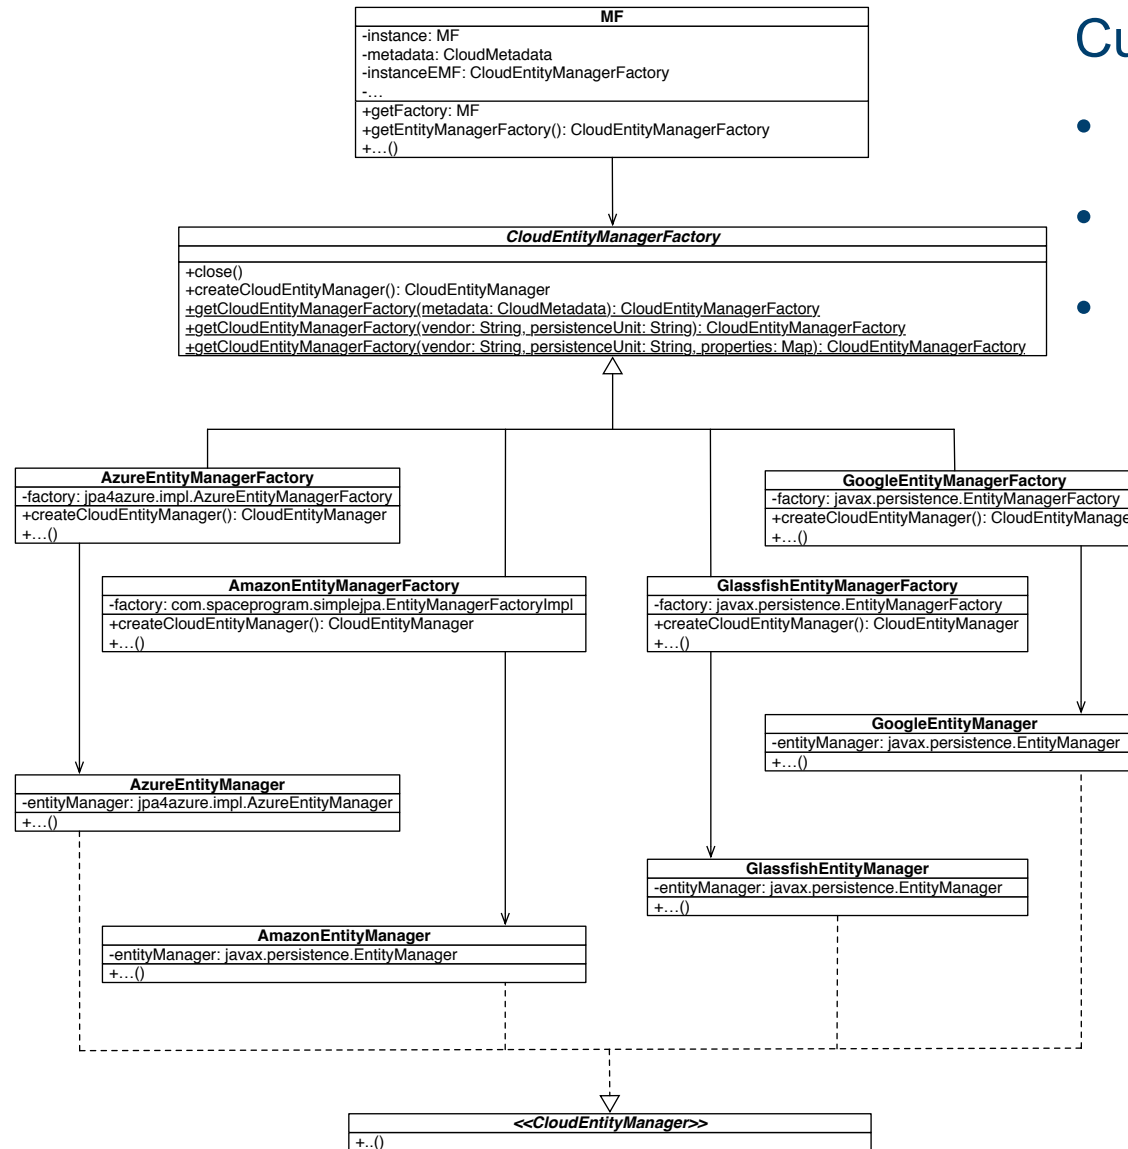 MF
-instance: MF
-metadata: CloudMetadata
-instanceEMF: CloudEntityManagerFactory
-…
+getFactory: MF
+getEntityManagerFactory(): CloudEntityManagerFactory
+…()
Cu
•
•
•
CloudEntityManagerFactory
+close()
+createCloudEntityManager(): CloudEntityManager
+getCloudEntityManagerFactory(metadata: CloudMetadata): CloudEntityManagerFactory
+getCloudEntityManagerFactory(vendor: String, persistenceUnit: String): CloudEntityManagerFactory
+getCloudEntityManagerFactory(vendor: String, persistenceUnit: String, properties: Map): CloudEntityManagerFactory
AzureEntityManagerFactory
-factory: jpa4azure.impl.AzureEntityManagerFactory
+createCloudEntityManager(): CloudEntityManager
+…()
GoogleEntityManagerFactory
-factory: javax.persistence.EntityManagerFactory
+createCloudEntityManager(): CloudEntityManage
+…()
AmazonEntityManagerFactory
-factory: com.spaceprogram.simplejpa.EntityManagerFactoryImpl
+createCloudEntityManager(): CloudEntityManager
+…()
GlassfishEntityManagerFactory
-factory: javax.persistence.EntityManagerFactory
+createCloudEntityManager(): CloudEntityManager
+…()
GoogleEntityManager
-entityManager: javax.persistence.EntityManager
+…()
AzureEntityManager
-entityManager: jpa4azure.impl.AzureEntityManager
+…()
GlassfishEntityManager
-entityManager: javax.persistence.EntityManager
+…()
AmazonEntityManager
-entityManager: javax.persistence.EntityManager
+…()
<<CloudEntityManager>>
+..()